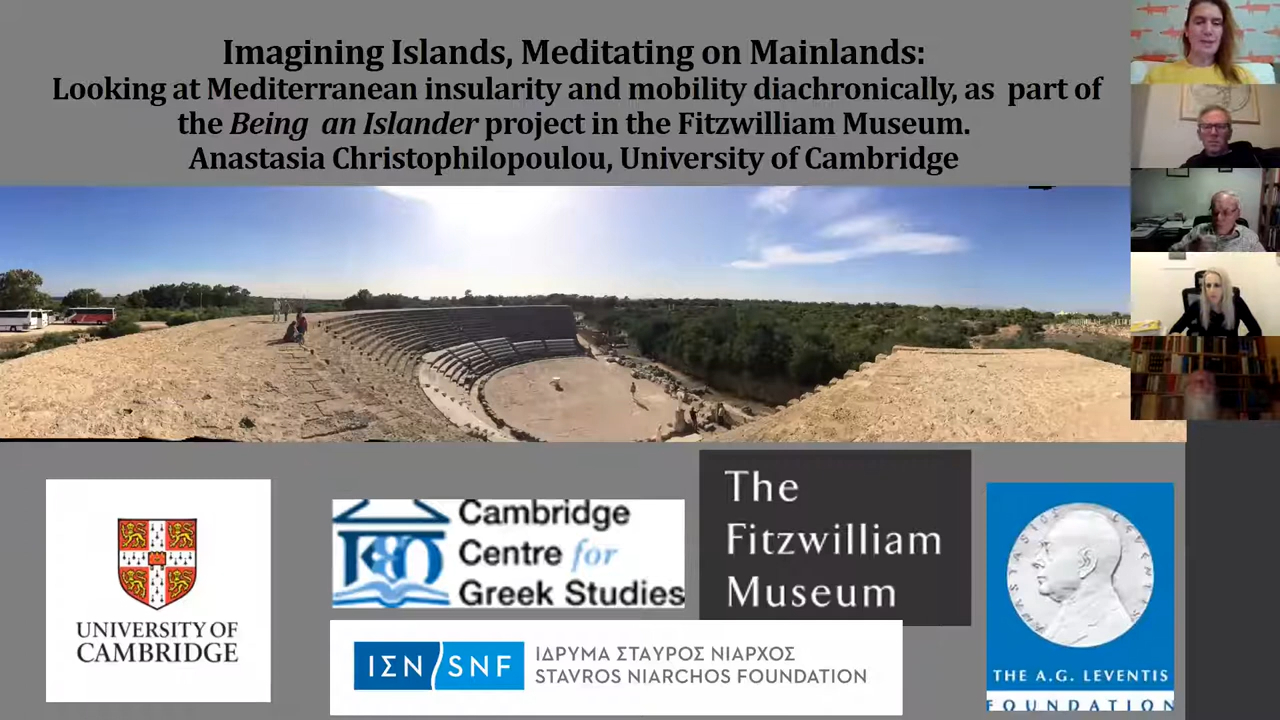 Imagining Islands, Meditating on Mainlands:
Looking at Mediterranean insularity and mobility diachronically, as part of
the Being an Islander project in the Fitzwilliam Museum.
Anastasia Christophilopoulou, University of Cambridge
UNIVERSITY OF
CAMBRIDGE
Cambridge
Centre for
Greek Studies
The
Fitzwilliam
Museum
ΙΣΝ/SNF
ΙΔΡΥΜΑ ΣΤΑΥΡΟΣ ΝΙΑΡΧΟΣ
STAVROS NIARCHOS FOUNDATION
ANASTASIOS G. LEVENTIS
THE A.G. LEVENTIS
FOUNDATION